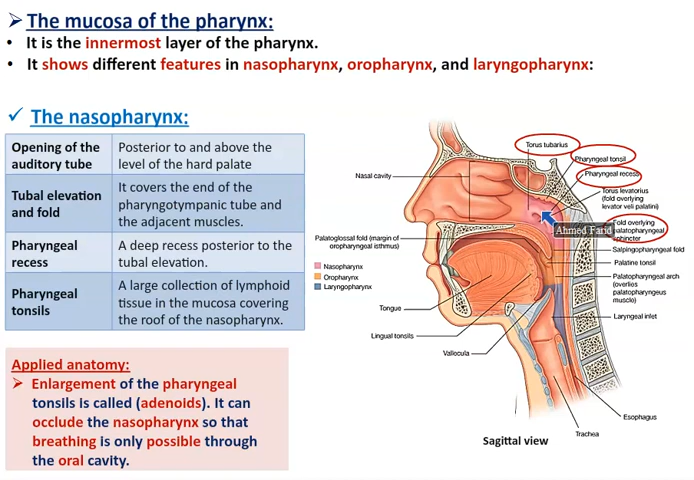 ➢ The mucosa of the pharynx:
• It is the innermost layer of the pharynx.
• It shows different features in nasopharynx, oropharynx, and laryngopharynx:
✓ The nasopharynx:
Opening of the auditory tube
Posterior to and above the level of the hard palate
Tubal elevation and fold
It covers the end of the pharyngotympanic tube and the adjacent muscles.
Pharyngeal recess
A deep recess posterior to the tubal elevation.
Pharyngeal tonsils
A large collection of lymphoid tissue in the mucosa covering the roof of the nasopharynx.
Applied anatomy:
➢ Enlargement of the pharyngeal
tonsils is called (adenoids). It can
occlude the nasopharynx so that
breathing is only possible through
the oral cavity.
Torus tubarius
Pharyngeal tonsil
Pharyngeal recess
Torus levatorius
(fold overlying
levator veli palatini)
Fold overlying
palatopharyngeal
sphincter
Ahmed Farid
Salpingopharyngeal fold
Palatine tonsil
Palatopharyngeal arch
(overlies
palatopharyngeus
muscle)
Laryngeal inlet
Esophagus
Trachea
Nasal cavity
Palatoglossal fold (margin of
oropharyngeal isthmus)
Nasopharynx
Oropharynx
Laryngopharynx
Tongue
Lingual tonsils
Vallecula
Sagittal view